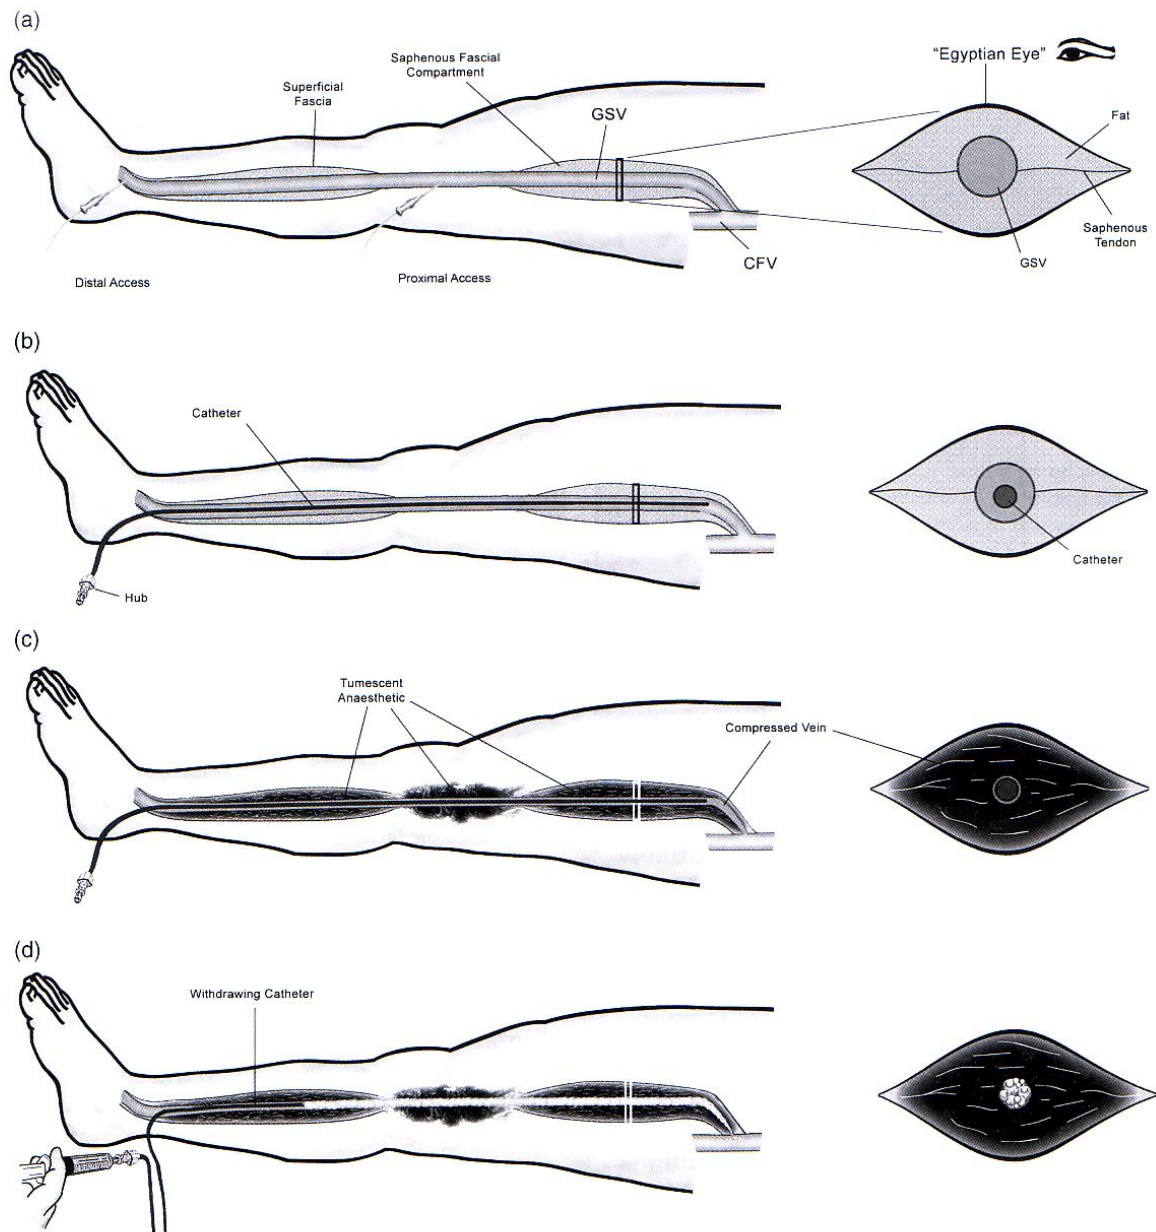 (a)
"Egyptian Eye"
Saphenous Fascial
Compartment
Superficial
Fascia
GSV
Fat
Saphenous
Tendon
GSV
CFV
Distal Access
Proximal Access
(b)
Catheter
Catheter
Hub
(c)
Tumescent
Anaesthetic
Compressed Vein
(d)
Withdrawing Catheter